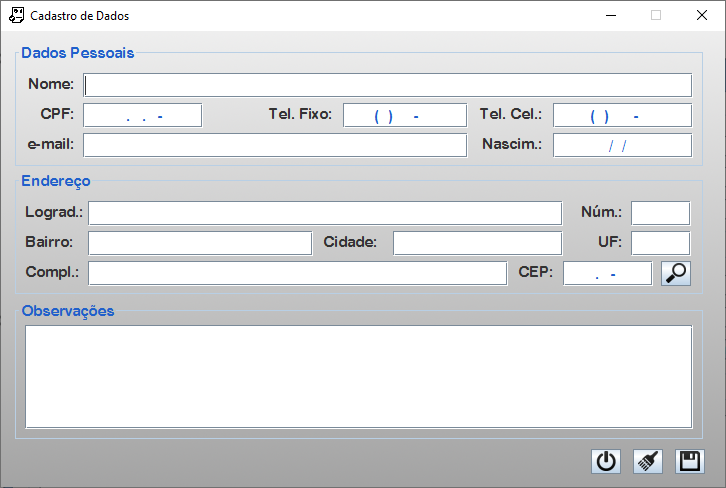 Cadastro de Dados
Dados Pessoais
Nome:
CPF: . . - Tel. Fixo: ( ) - Tel. Cel.: ( ) -
e-mail: Nascim.: / /
Endereço
Lograd.: Núm.:
Bairro: Cidade: UF:
Compl.: CEP: . -
Observações